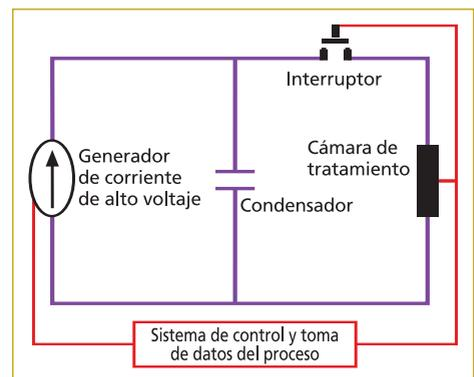 Interruptor
Generador
de corriente
de alto voltaje
Cámara de
tratamiento
Condensador
Sistema de control y toma
de datos del proceso